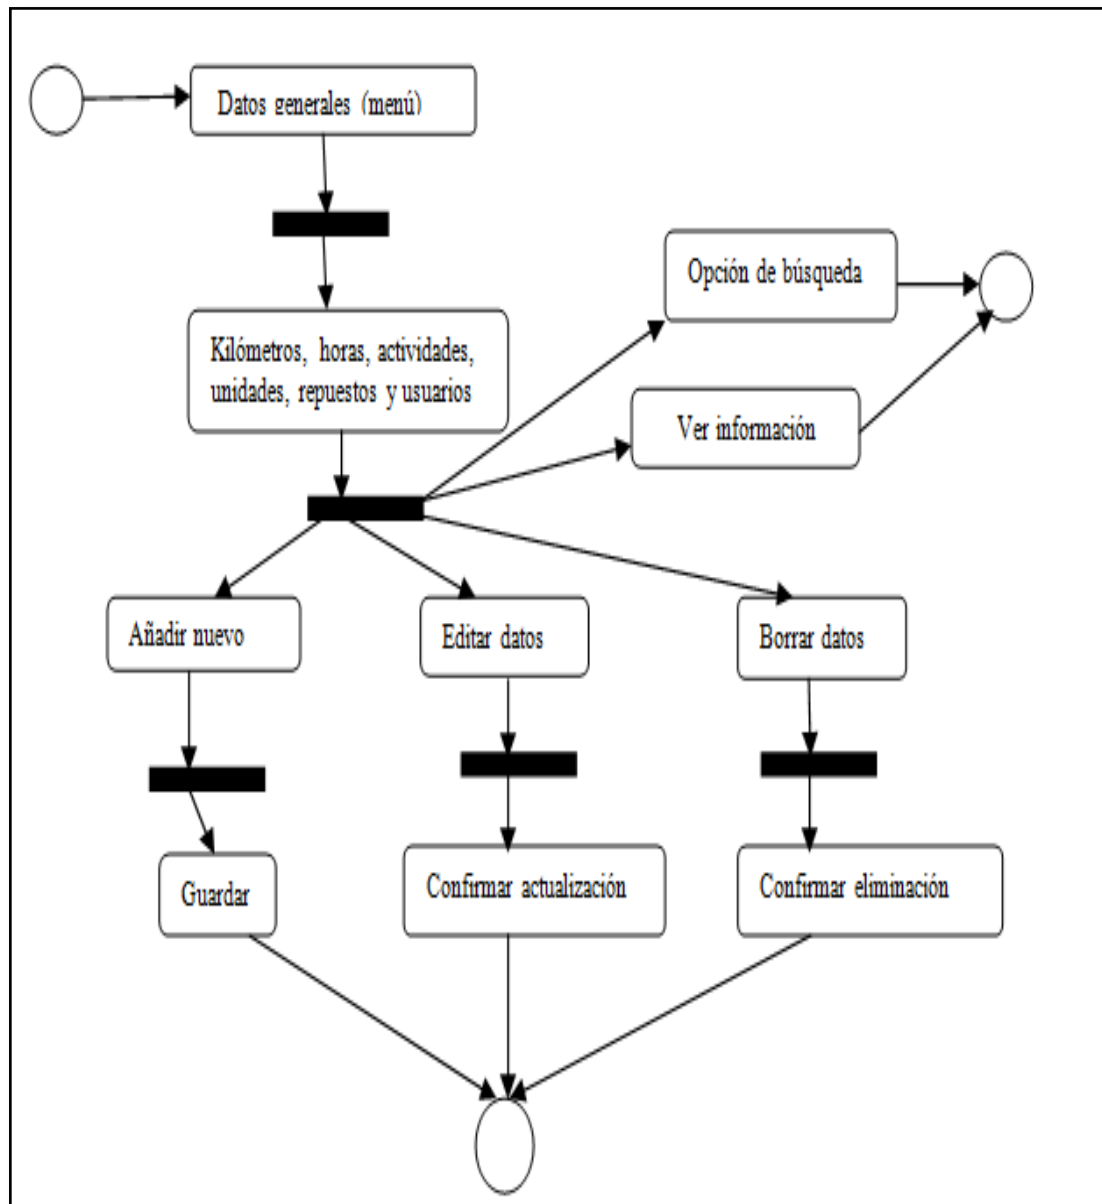 Datos generales (menú)
Opción de búsqueda
Kilómetros, horas, actividades,
unidades, repuestos y usuarios
Ver información
Añadir nuevo
Editar datos
Borrar datos
Guardar
Confirmar actualización
Confirmar eliminación